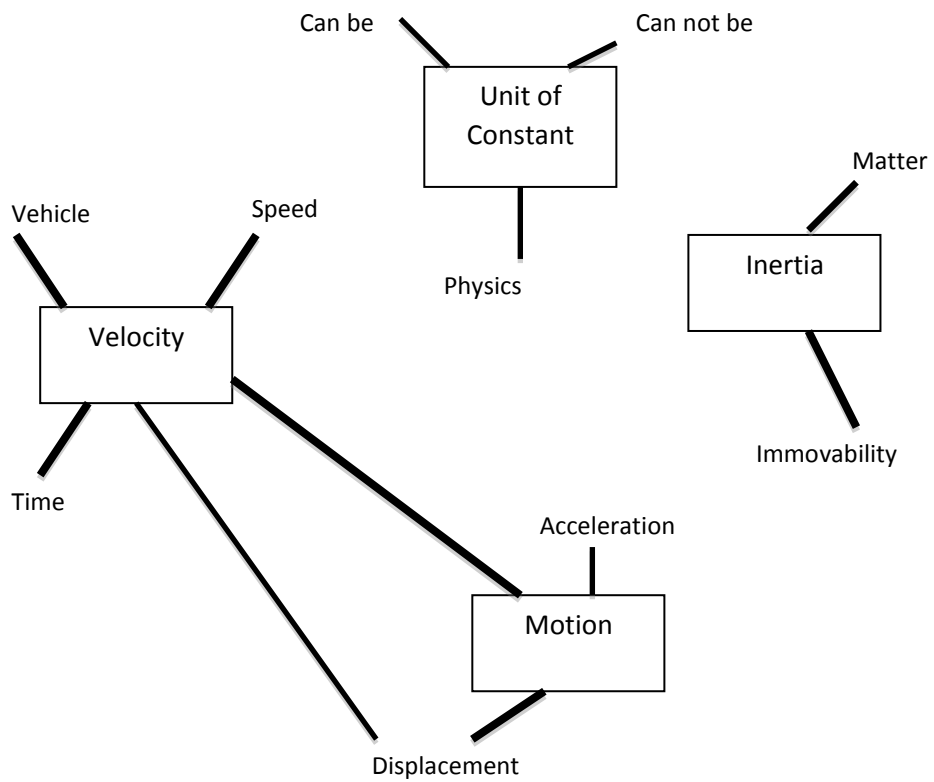 Can be
Can not be
Unit of
Constant
Matter
Vehicle
Speed
Inertia
Physics
Velocity
Immovability
Time
Acceleration
Motion
Displacement